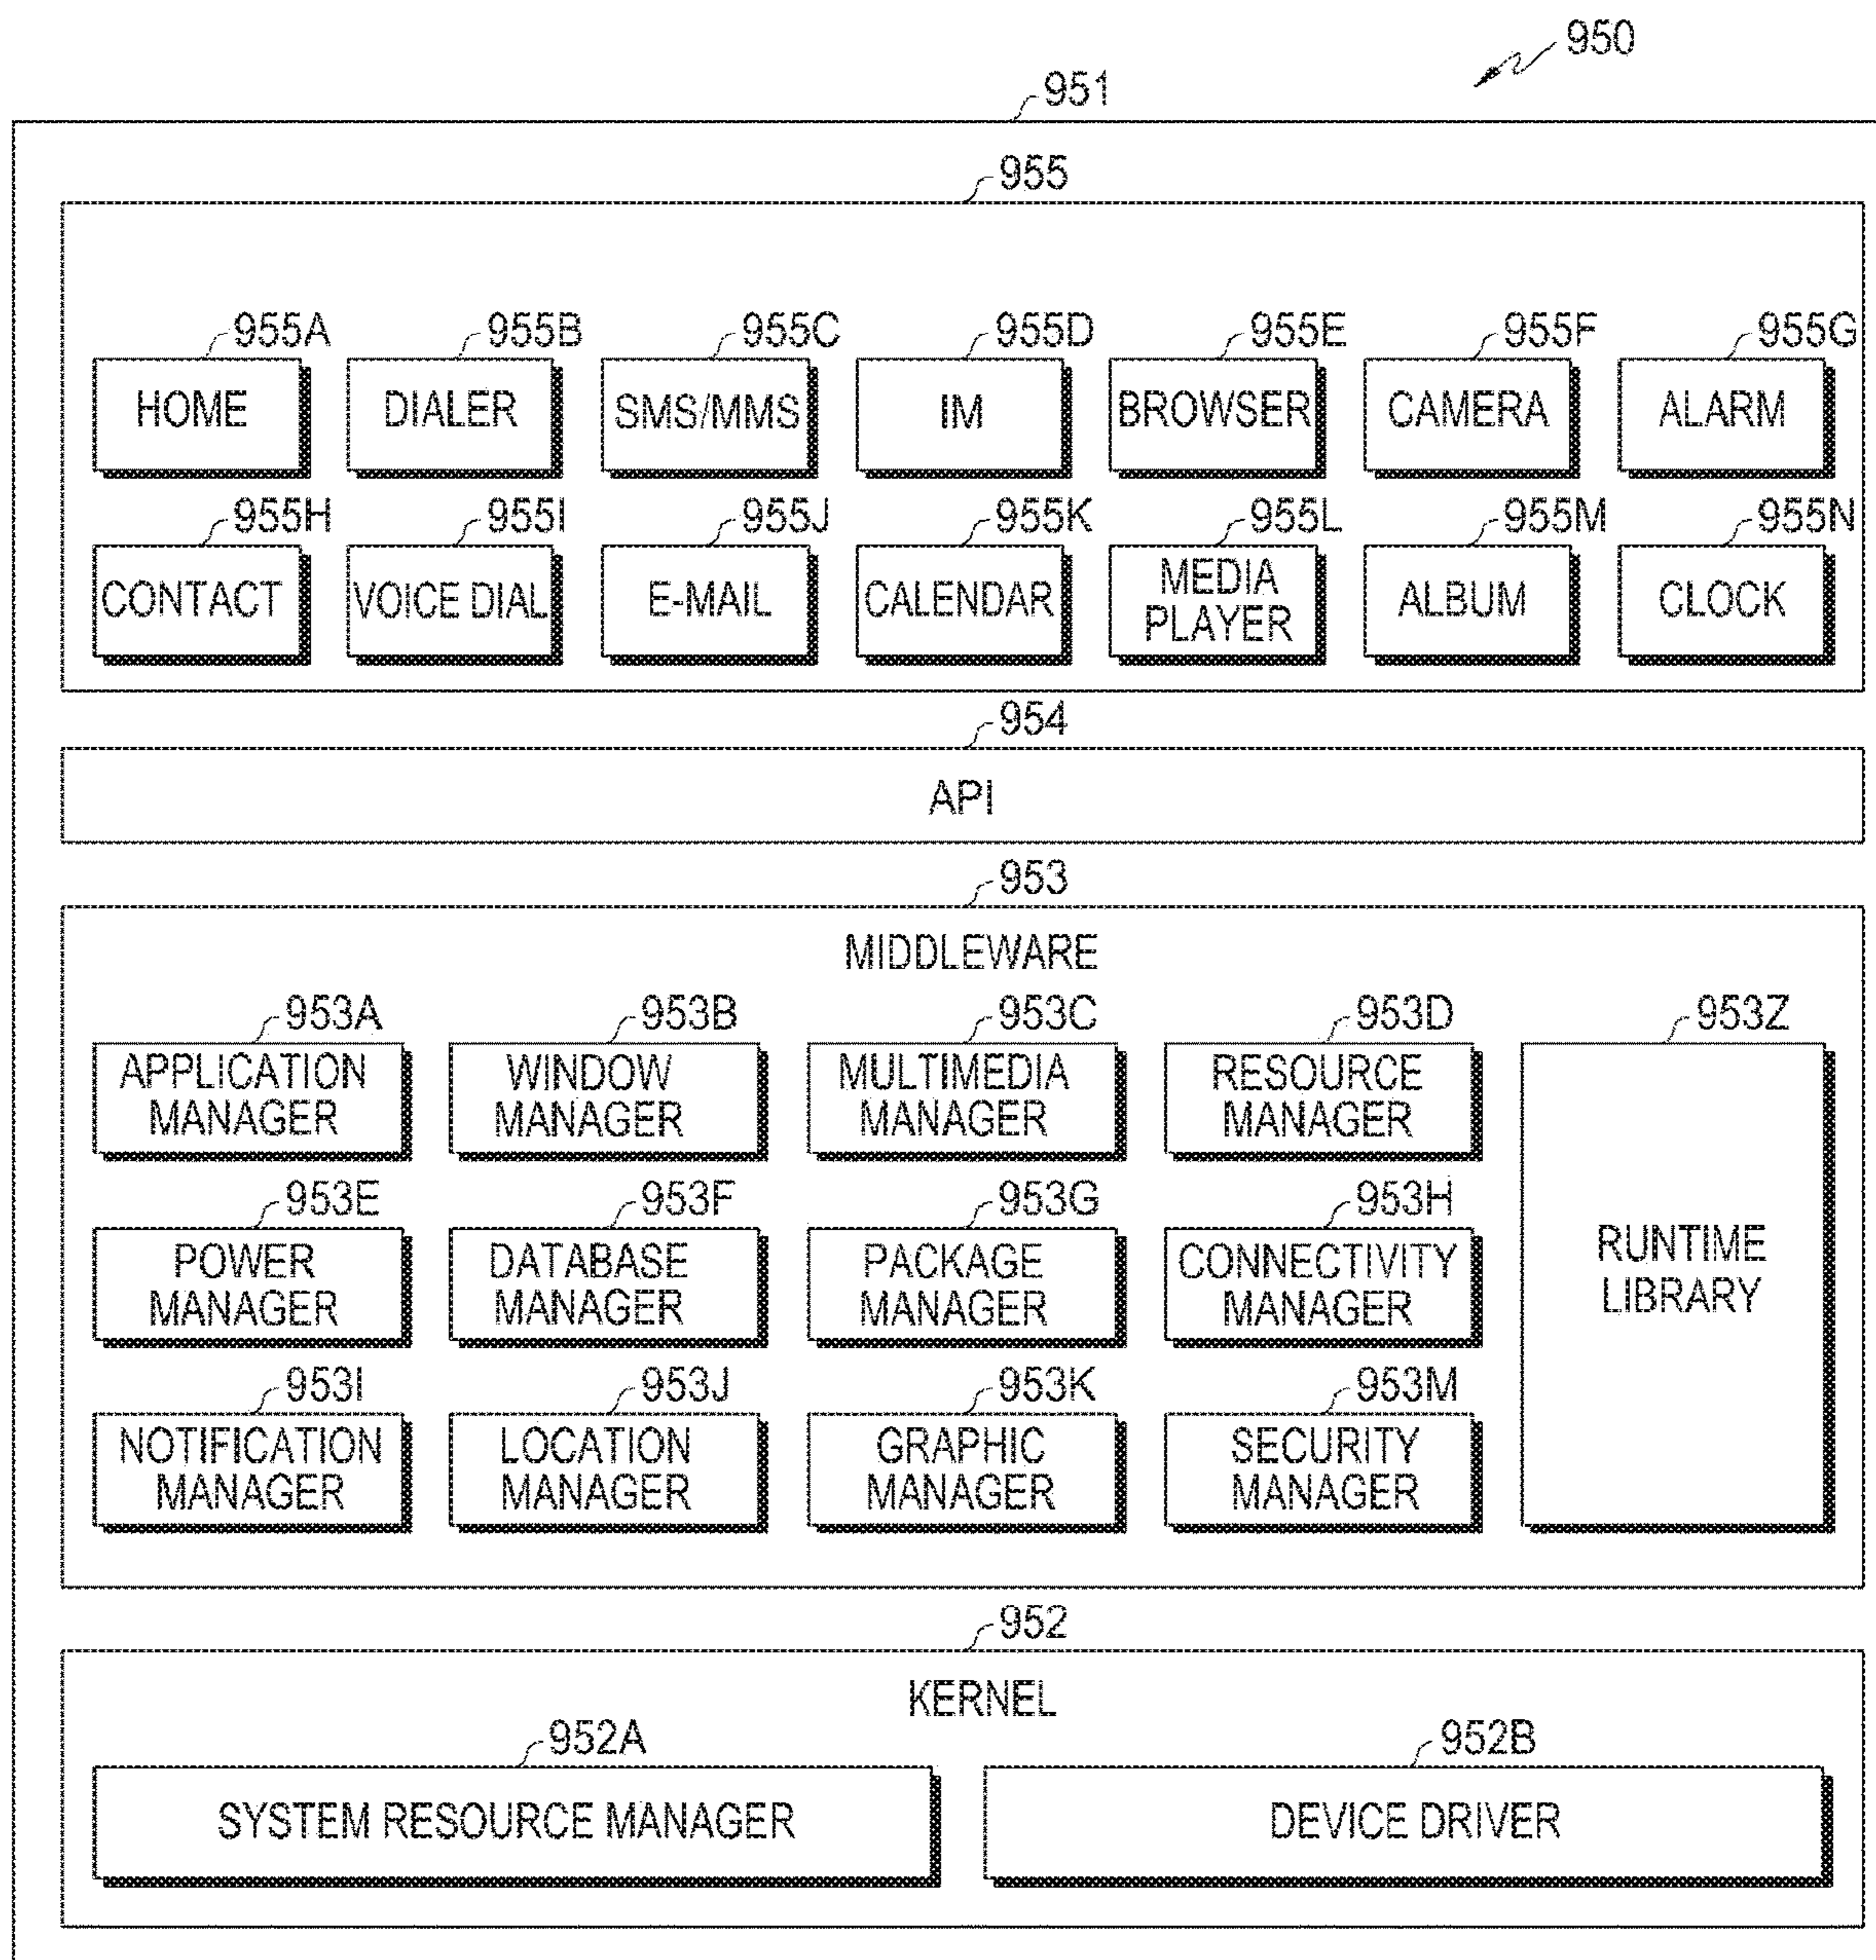 950
951
955
955A 955B 955C 955D 955E 955F 955G
HOME DIALER SMS/MMS IM BROWSER CAMERA ALARM
955H 955I 955J 955K 955L 955M 955N
CONTACT VOICE DIAL E-MAIL CALENDAR MEDIA PLAYER ALBUM CLOCK
954
API
953
MIDDLEWARE
953A 953B 953C 953D 953Z
APPLICATION MANAGER WINDOW MANAGER MULTIMEDIA MANAGER RESOURCE MANAGER
953E 953F 953G 953H
POWER MANAGER DATABASE MANAGER PACKAGE MANAGER CONNECTIVITY MANAGER RUNTIME LIBRARY
953I 953J 953K 953M
NOTIFICATION MANAGER LOCATION MANAGER GRAPHIC MANAGER SECURITY MANAGER
952
KERNEL
952A 952B
SYSTEM RESOURCE MANAGER DEVICE DRIVER